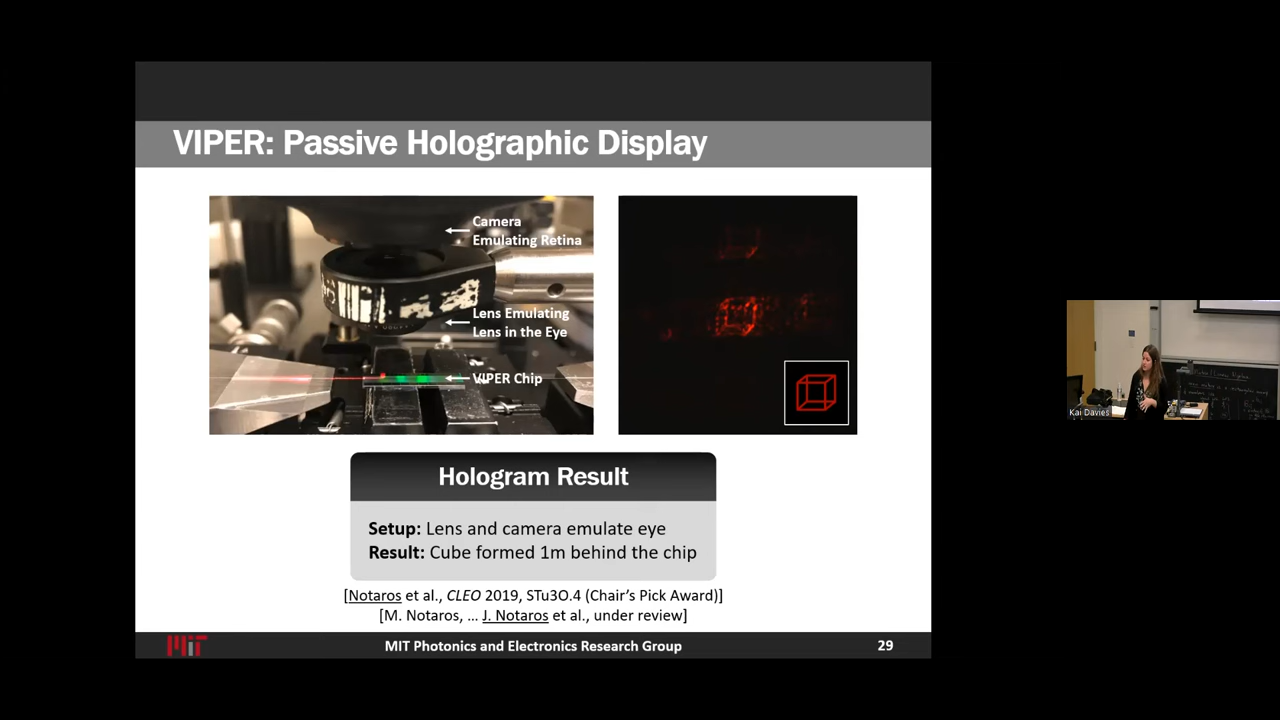 VIPER: Passive Holographic Display
Camera
Emulating Retina
Lens Emulating
Lens in the Eye
VIPER Chip
Hologram Result
Setup: Lens and camera emulate eye
Result: Cube formed 1m behind the chip
[Notaros et al., CLEO 2019, STu3O.4 (Chair's Pick Award)]
[M. Notaros, ... J. Notaros et al., under review]
MIT
MIT Photonics and Electronics Research Group
29
Kai Davies